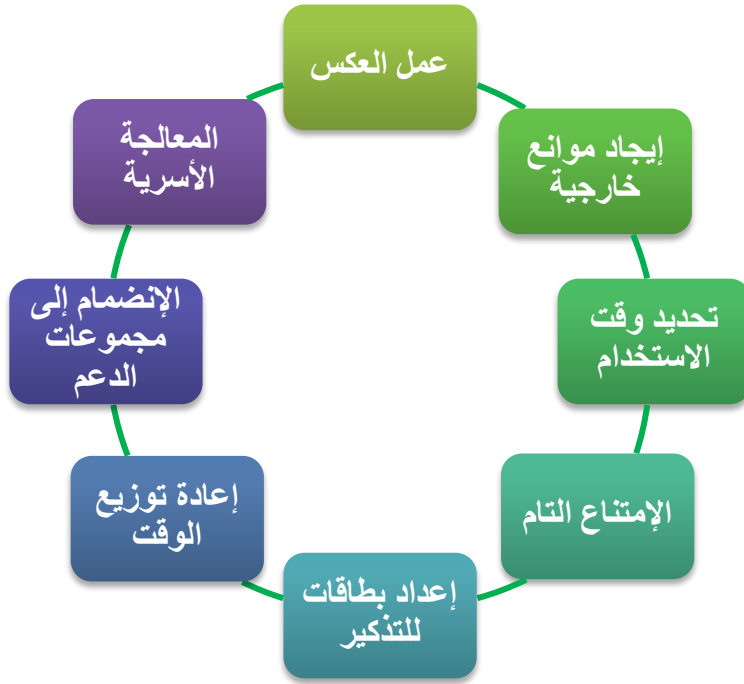 عمل العكس
إيجاد موانع
خارجية
تحديد وقت
الاستخدام
الإمتناع التام
إعداد بطاقات
للتذكير
إعادة توزيع
الوقت
الإنضمام إلى
مجموعات
الدعم
المعالجة
الأسرية